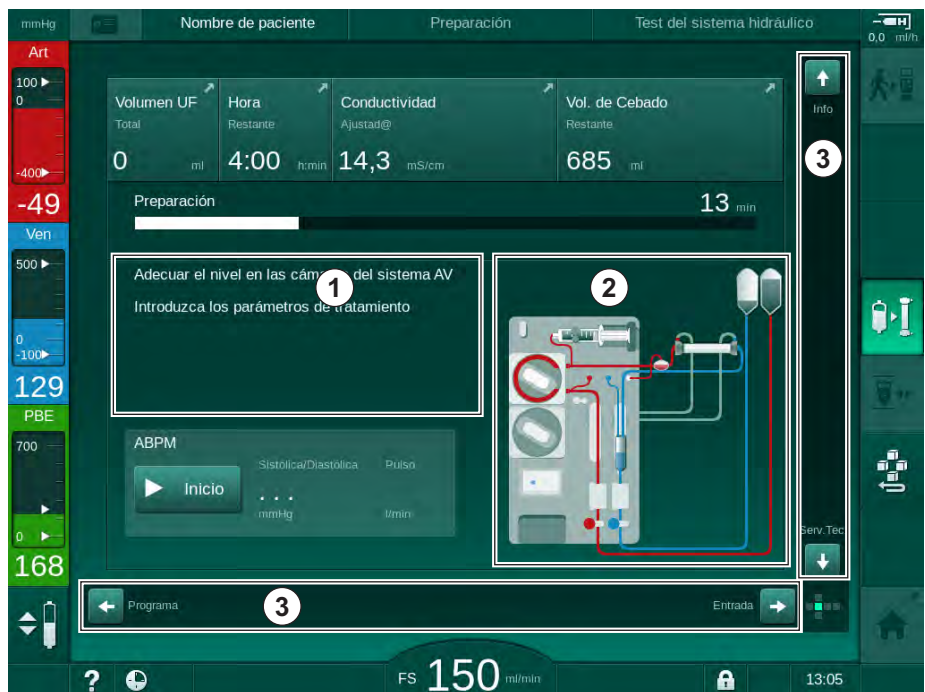 mmHg
Nombre de paciente
Preparación
Test del sistema hidráulico
H
0,0 ml/h
Art
100
0
-400
-49
Ven
500
0
-100
129
PBE
700
0
168
Volumen UF
Total
0 ml
Hora
Restante
4:00 h:min
Conductividad
Ajustad@
14,3 mS/cm
Vol. de Cebado
Restante
685 ml
Preparación
13 min
Adecuar el nivel en las cámaras del sistema AV
Introduzca los parámetros de tratamiento
1
2
ABPM
Inicio
Sistólica/Diastólica
Pulso
. . .
mmHg
l/min
Info
3
Serv.Tec
Programa
3
Entrada
?
FS 150 ml/min
13:05